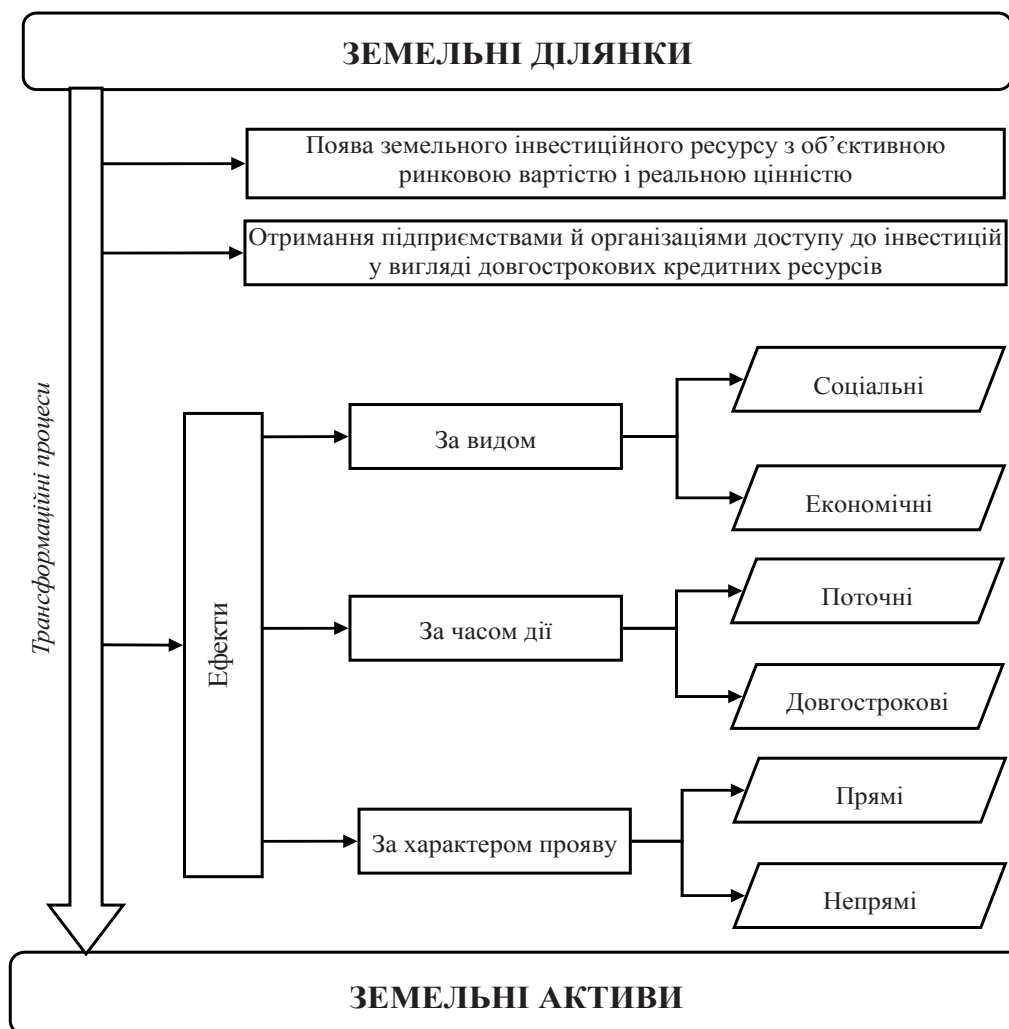 ЗЕМЕЛЬНІ ДІЛЯНКИ
Поява земельного інвестиційного ресурсу з об’єктивною
ринковою вартістю і реальною цінністю
Отримання підприємствами й організаціями доступу до інвестицій
у вигляді довгострокових кредитних ресурсів
Трансформаційні процеси
Ефекти
За видом
Соціальні
Економічні
За часом дії
Поточні
Довгострокові
За характером прояву
Прямі
Непрямі
ЗЕМЕЛЬНІ АКТИВИ